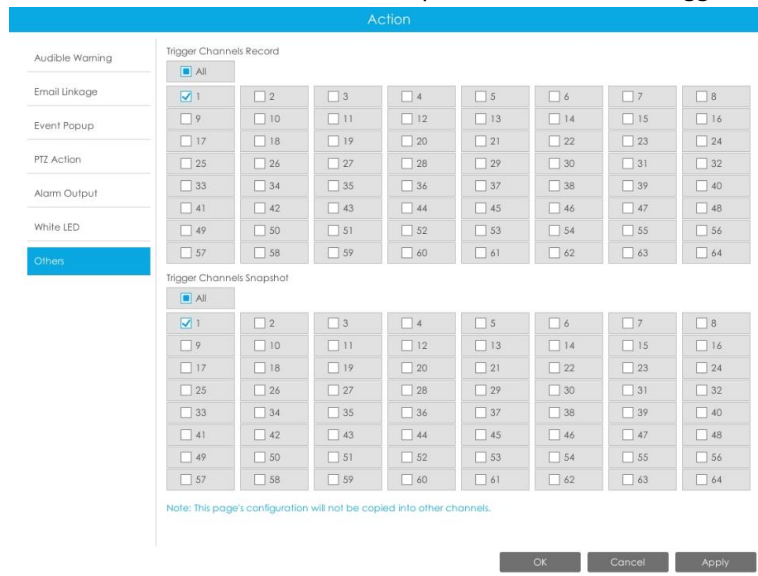 Action
Audible Warning
Email Linkage
Event Popup
PTZ Action
Alarm Output
White LED
Others
Trigger Channels Record
All
1 2 3 4 5 6 7 8
9 10 11 12 13 14 15 16
17 18 19 20 21 22 23 24
25 26 27 28 29 30 31 32
33 34 35 36 37 38 39 40
41 42 43 44 45 46 47 48
49 50 51 52 53 54 55 56
57 58 59 60 61 62 63 64
Trigger Channels Snapshot
All
1 2 3 4 5 6 7 8
9 10 11 12 13 14 15 16
17 18 19 20 21 22 23 24
25 26 27 28 29 30 31 32
33 34 35 36 37 38 39 40
41 42 43 44 45 46 47 48
49 50 51 52 53 54 55 56
57 58 59 60 61 62 63 64
Note: This page's configuration will not be copied into other channels.
OK Cancel Apply